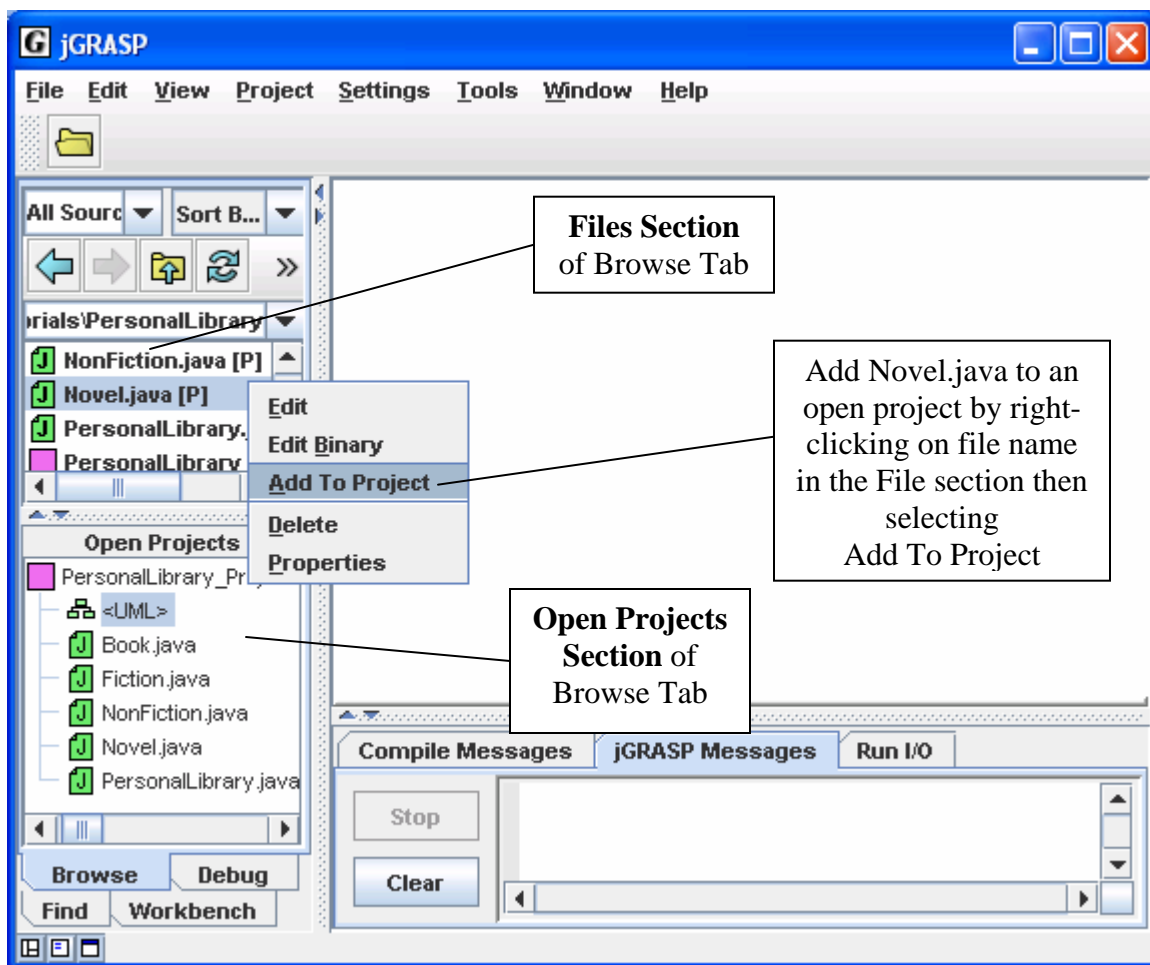 G jGRASP
File Edit View Project Settings Tools Window Help
All Sourc Sort B...
»
orials\PersonalLibrary
NonFiction.java [P]
Novel.java [P]
PersonalLibrary.
PersonalLibrary
Edit
Edit Binary
Add To Project
Delete
Properties
Files Section
of Browse Tab
Add Novel.java to an
open project by right-
clicking on file name
in the File section then
selecting
Add To Project
Open Projects
PersonalLibrary_Pr
<UML>
Book.java
Fiction.java
NonFiction.java
Novel.java
PersonalLibrary.java
Open Projects
Section of
Browse Tab
Compile Messages jGRASP Messages Run I/O
Stop
Clear
Browse Debug
Find Workbench